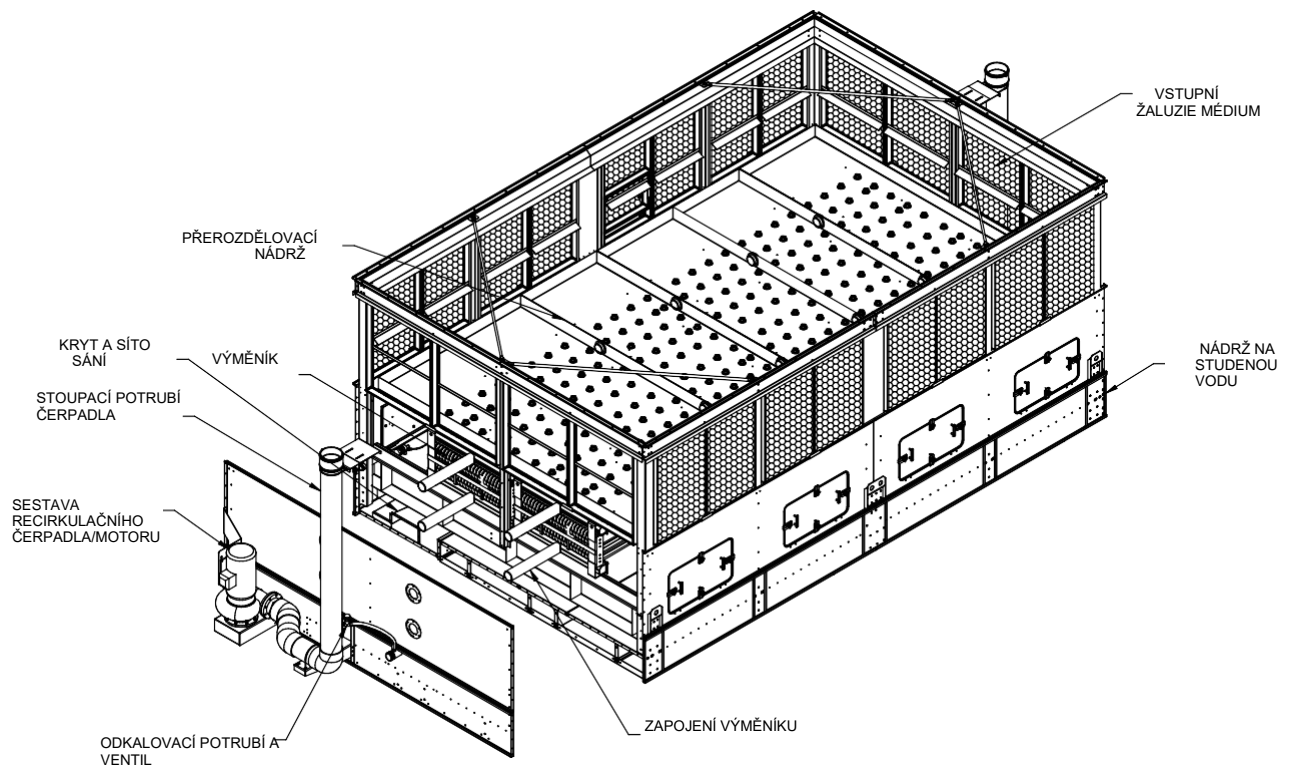 VSTUPNÍ
ŽALUZIE MÉDIUM
PŘEROZDĚLOVACÍ
NÁDRŽ
KRYT A SÍTO
SÁNÍ
VÝMĚNÍK
NÁDRŽ NA
STUDENOU
VODU
STOUPACÍ POTRUBÍ
ČERPADLA
SESTAVA
RECIRKULAČNÍHO
ČERPADLA/MOTORU
ZAPOJENÍ VÝMĚNÍKU
ODKALOVACÍ POTRUBÍ A
VENTIL